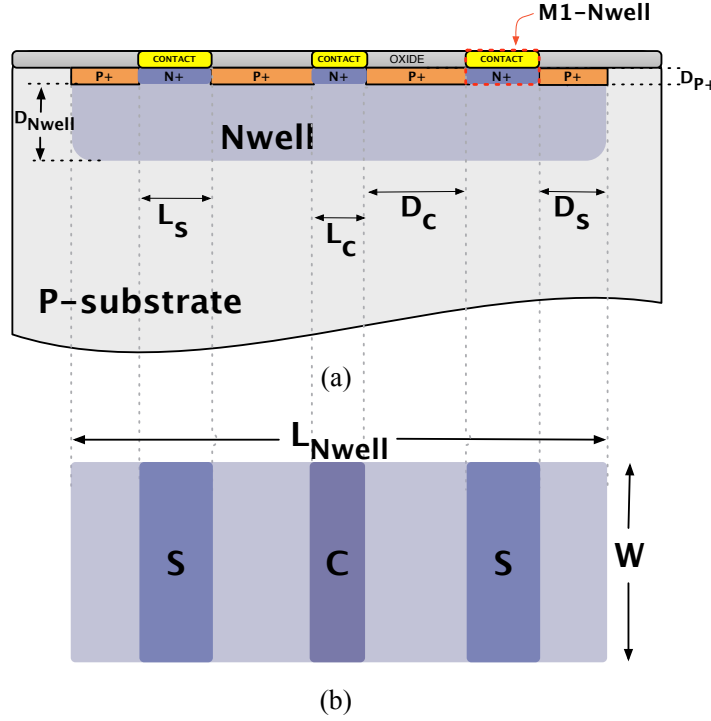 M1-Nwell
CONTACT CONTACT OXIDE CONTACT
P+ N+ P+ N+ P+ N+ P+
DP+
DNwell
Nwell
LS
LC
DC
DS
P-substrate
(a)
LNwell
S C S
W
(b)